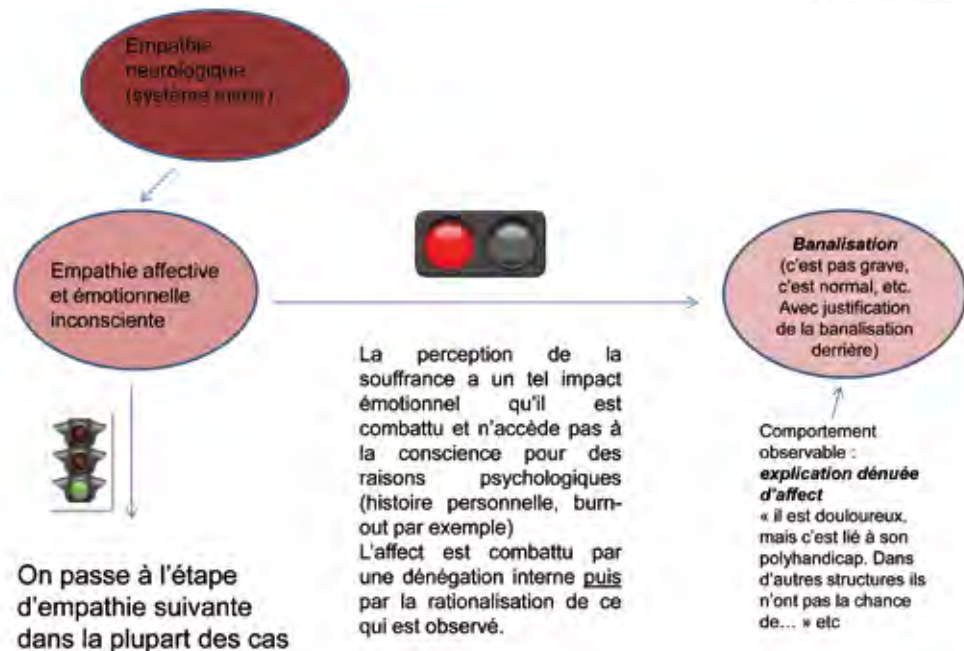 Empathie
neurologique
(système miroir)
Empathie affective
et émotionnelle
inconsciente
On passe à l'étape
d'empathie suivante
dans la plupart des cas
La perception de la
souffrance a un tel impact
émotionnel qu'il est
combattu et n'accède pas à
la conscience pour des
raisons psychologiques
(histoire personnelle, burn-
out par exemple)
L'affect est combattu par
une dénégation interne puis
par la rationalisation de ce
qui est observé.
Banalisation
(c'est pas grave,
c'est normal, etc.
Avec justification
de la banalisation
derrière)
Comportement
observable :
explication dénuée
d'affect
« il est douloureux,
mais c'est lié à son
polyhandicap. Dans
d'autres structures ils
n'ont pas la chance
de… » etc